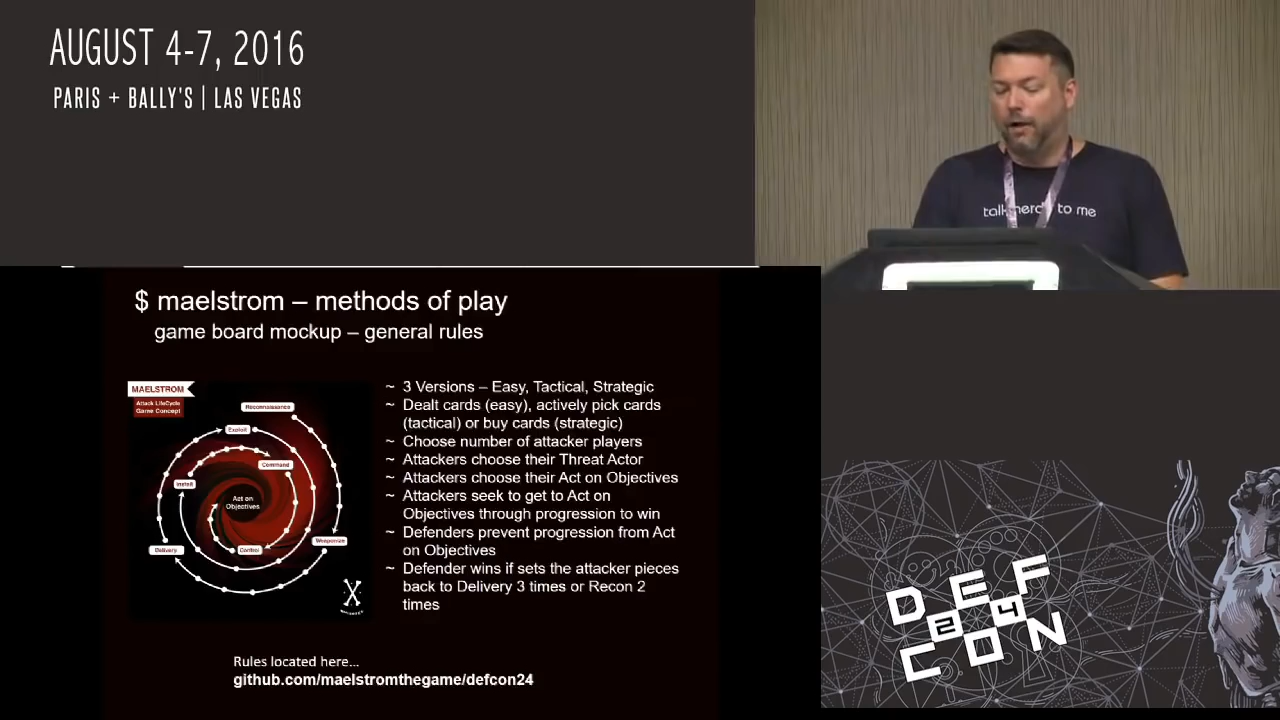 AUGUST 4-7, 2016
PARIS + BALLY'S | LAS VEGAS
talk nerdy to me
$ maelstrom – methods of play
game board mockup – general rules
MAELSTROM
Attack LifeCycle
Game Concept
Reconnaissance
Exploit
Command
Install
Act on
Objectives
Weaponize
Delivery
Control
~ 3 Versions – Easy, Tactical, Strategic
~ Dealt cards (easy), actively pick cards
(tactical) or buy cards (strategic)
~ Choose number of attacker players
~ Attackers choose their Threat Actor
~ Attackers choose their Act on Objectives
~ Attackers seek to get to Act on
Objectives through progression to win
~ Defenders prevent progression from Act
on Objectives
~ Defender wins if sets the attacker pieces
back to Delivery 3 times or Recon 2
times
Rules located here...
github.com/maelstromthegame/defcon24
DEF
24
CON